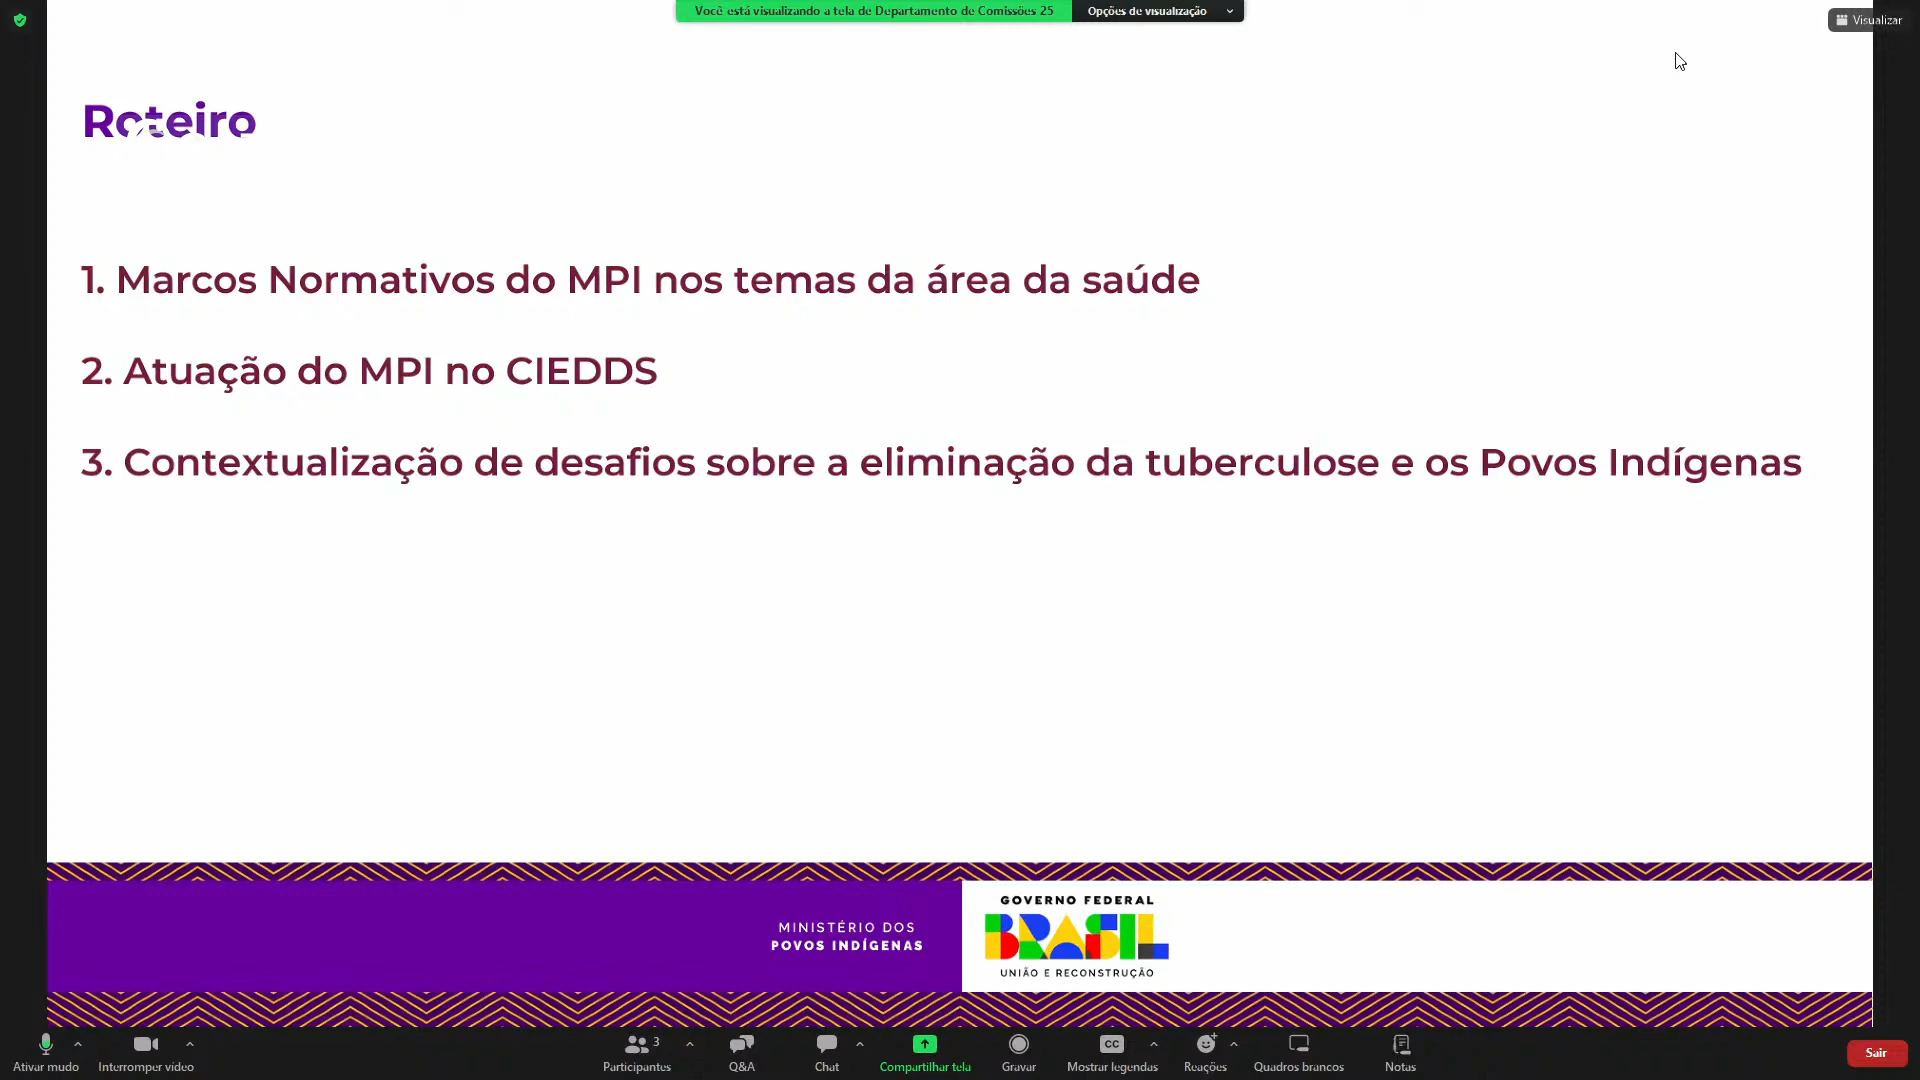 Você está visualizando a tela de Departamento de Comissões 25
Opções de visualização
Visualizar
Roteiro
1. Marcos Normativos do MPI nos temas da área da saúde
2. Atuação do MPI no CIEDDS
3. Contextualização de desafios sobre a eliminação da tuberculose e os Povos Indígenas
MINISTÉRIO DOS
POVOS INDÍGENAS
GOVERNO FEDERAL
BRASIL
UNIÃO E RECONSTRUÇÃO
Ativar mudo
Interromper vídeo
Participantes
3
Q&A
Chat
Compartilhar tela
Gravar
CC
Mostrar legendas
Reações
Quadros brancos
Notas
Sair